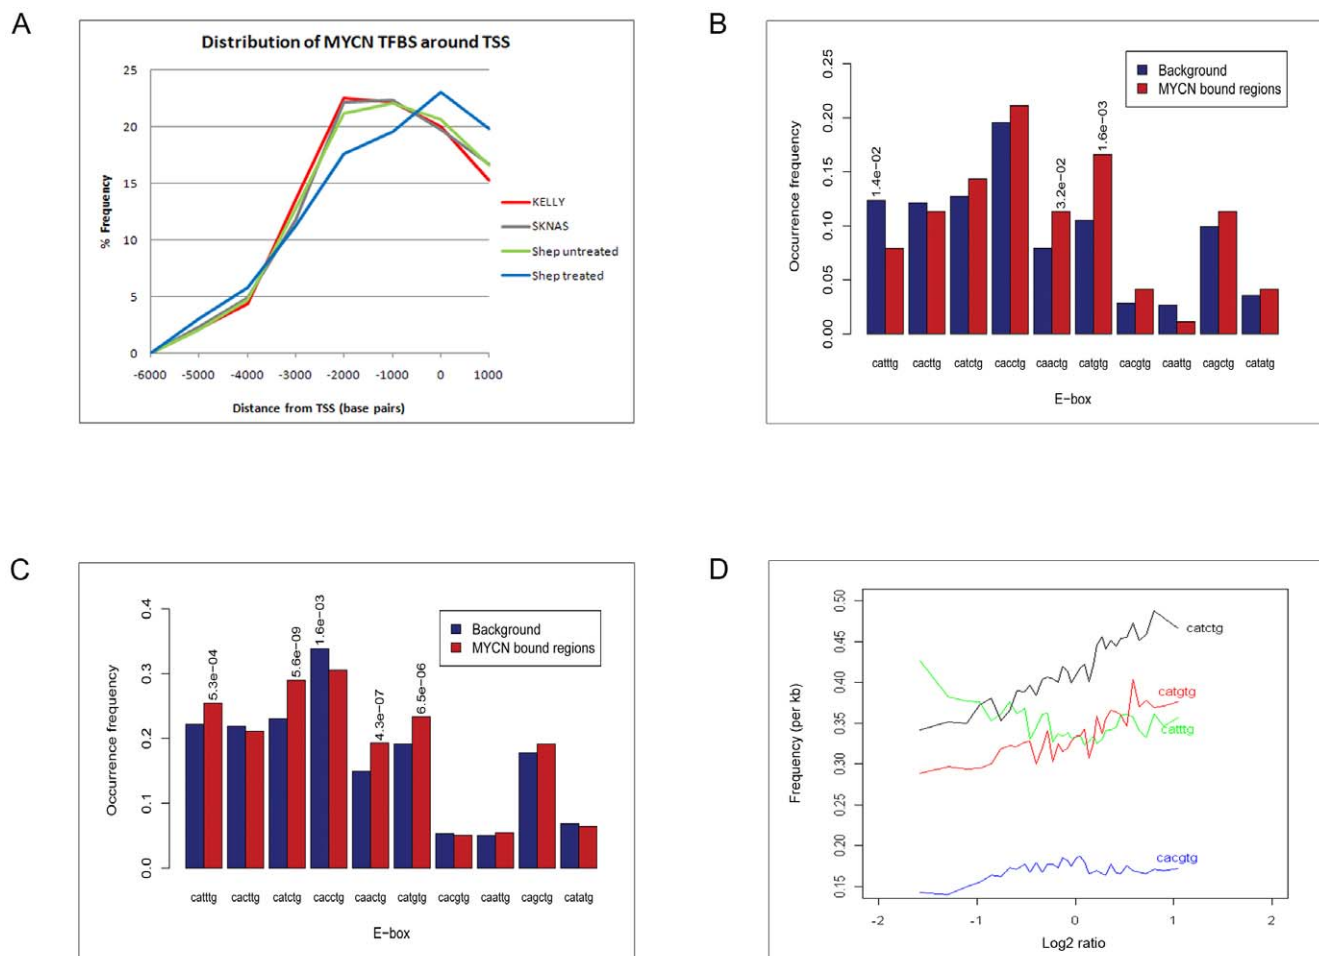 A
Distribution of MYCN TFBS around TSS
25
20
15
10
5
0
% Frequency
-6000 -5000 -4000 -3000 -2000 -1000 0 1000
Distance from TSS (base pairs)
KELLY
SKNAS
Shep untreated
Shep treated
B
0.25
0.20
0.15
0.10
0.05
0.00
Occurrence frequency
Background
MYCN bound regions
1.4e−02
3.2e−02
1.6e−03
catttg cacttg catctg cacctg caactg catgtg cacgtg caattg cagctg catatg
E−box
C
0.4
0.3
0.2
0.1
0.0
Occurrence frequency
Background
MYCN bound regions
5.3e−04
5.6e−09
1.6e−03
4.3e−07
6.5e−06
catttg cacttg catctg cacctg caactg catgtg cacgtg caattg cagctg catatg
E−box
D
0.50
0.45
0.40
0.35
0.30
0.25
0.20
0.15
Frequency (per kb)
catctg
catgtg
catttg
cacgtg
-2 -1 0 1 2
Log2 ratio